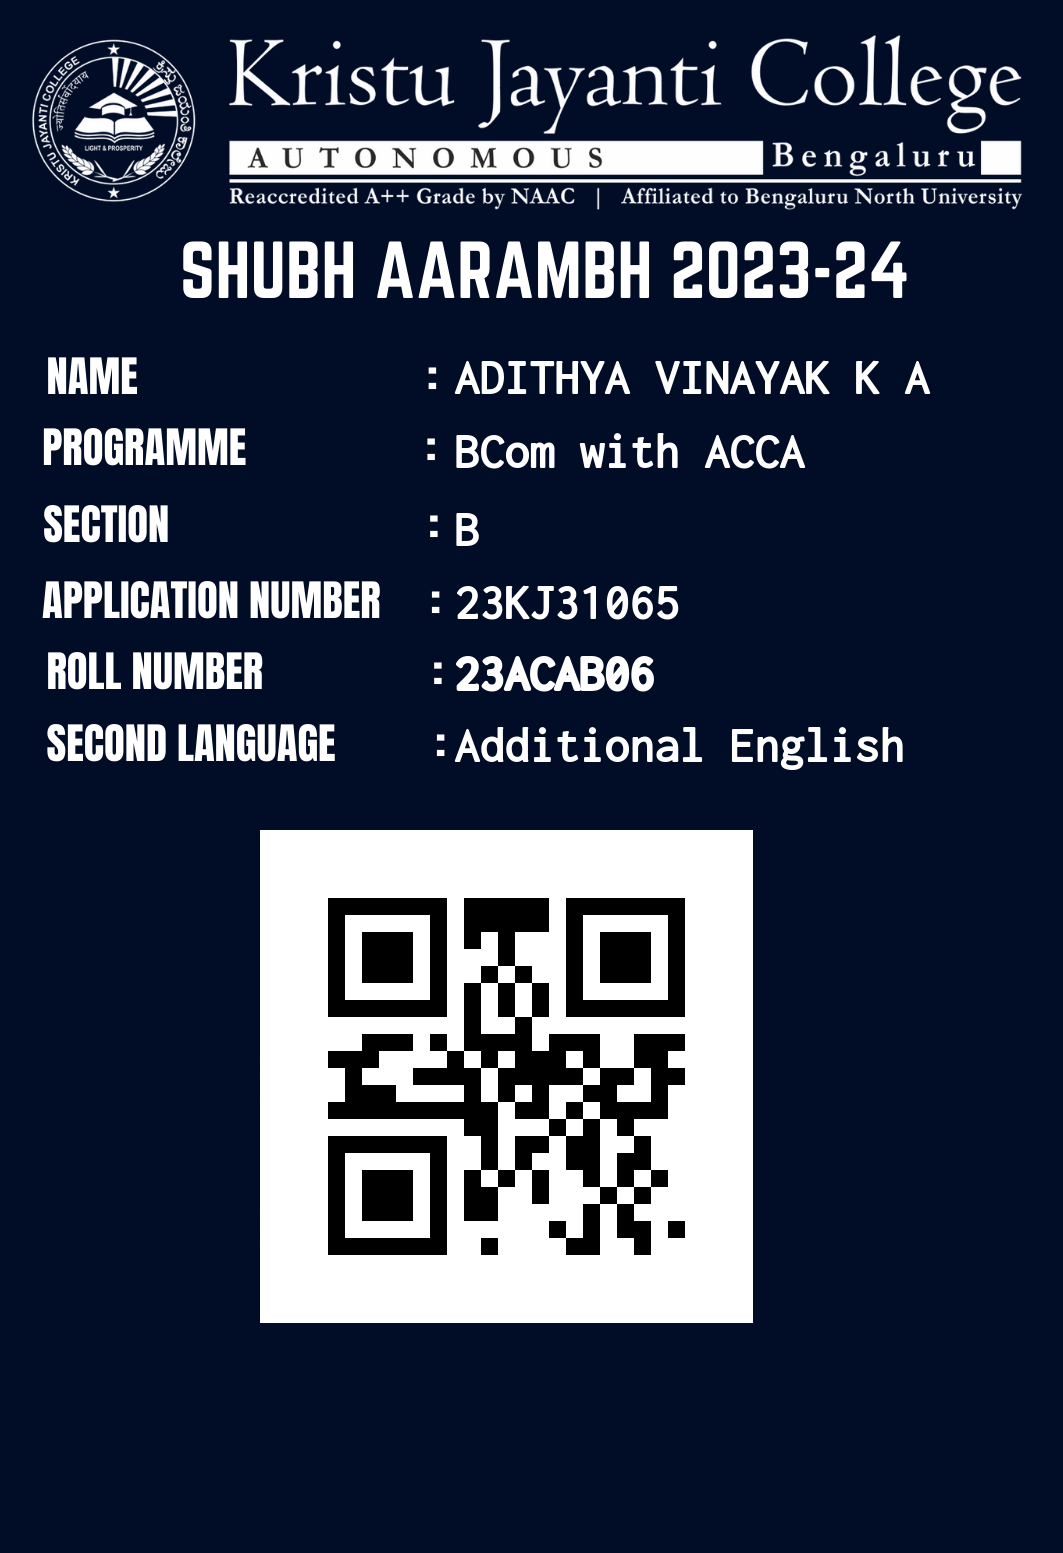 Kristu Jayanti College
AUTONOMOUS Bengaluru
Reaccredited A++ Grade by NAAC | Affiliated to Bengaluru North University
KRISTU JAYANTI COLLEGE
LIGHT & PROSPERITY
SHUBH AARAMBH 2023-24
NAME : ADITHYA VINAYAK K A
PROGRAMME : BCom with ACCA
SECTION : B
APPLICATION NUMBER : 23KJ31065
ROLL NUMBER : 23ACAB06
SECOND LANGUAGE : Additional English